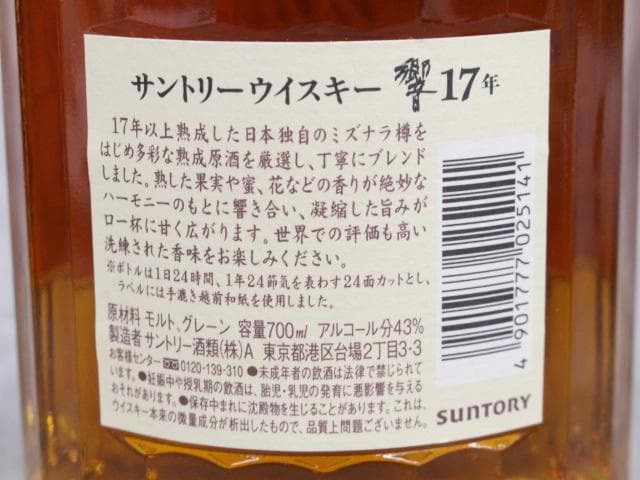 サントリーウイスキー 響 17年
17年以上熟成した日本独自のミズナラ樽を
はじめ多彩な熟成原酒を厳選し、丁寧にブレンド
しました。熟した果実や蜜、花などの香りが絶妙な
ハーモニーのもとに響き合い、凝縮した旨みが
口一杯に甘く広がります。世界での評価も高い
洗練された香味をお楽しみください。
※ボトルは1日24時間、1年24節気を表わす24面カットとし、
ラベルには手漉き越前和紙を使用しました。
原材料 モルト、グレーン 容量700ml アルコール分43%
製造者 サントリー酒類(株)A 東京都港区台場2丁目3-3
お客様センター 0120-139-310 ●未成年者の飲酒は法律で禁じられて
います。●妊娠中や授乳期の飲酒は、胎児・乳児の発育に悪影響を与える
おそれがあります。●保存中まれに沈殿物を生じることがあります。これは、
ウイスキー本来の微量成分が析出したもので、品質上問題ございません。
4 901777 025141
SUNTORY